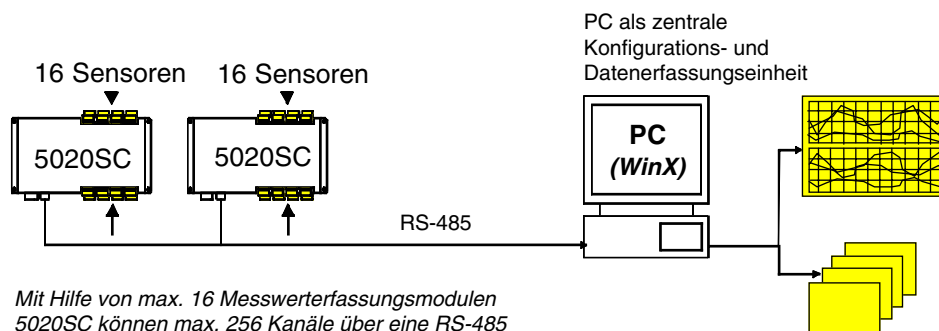 PC als zentrale
Konfigurations- und
Datenerfassungseinheit
16 Sensoren
16 Sensoren
5020SC
5020SC
PC
(WinX)
RS-485
Mit Hilfe von max. 16 Messwerterfassungsmodulen
5020SC können max. 256 Kanäle über eine RS-485